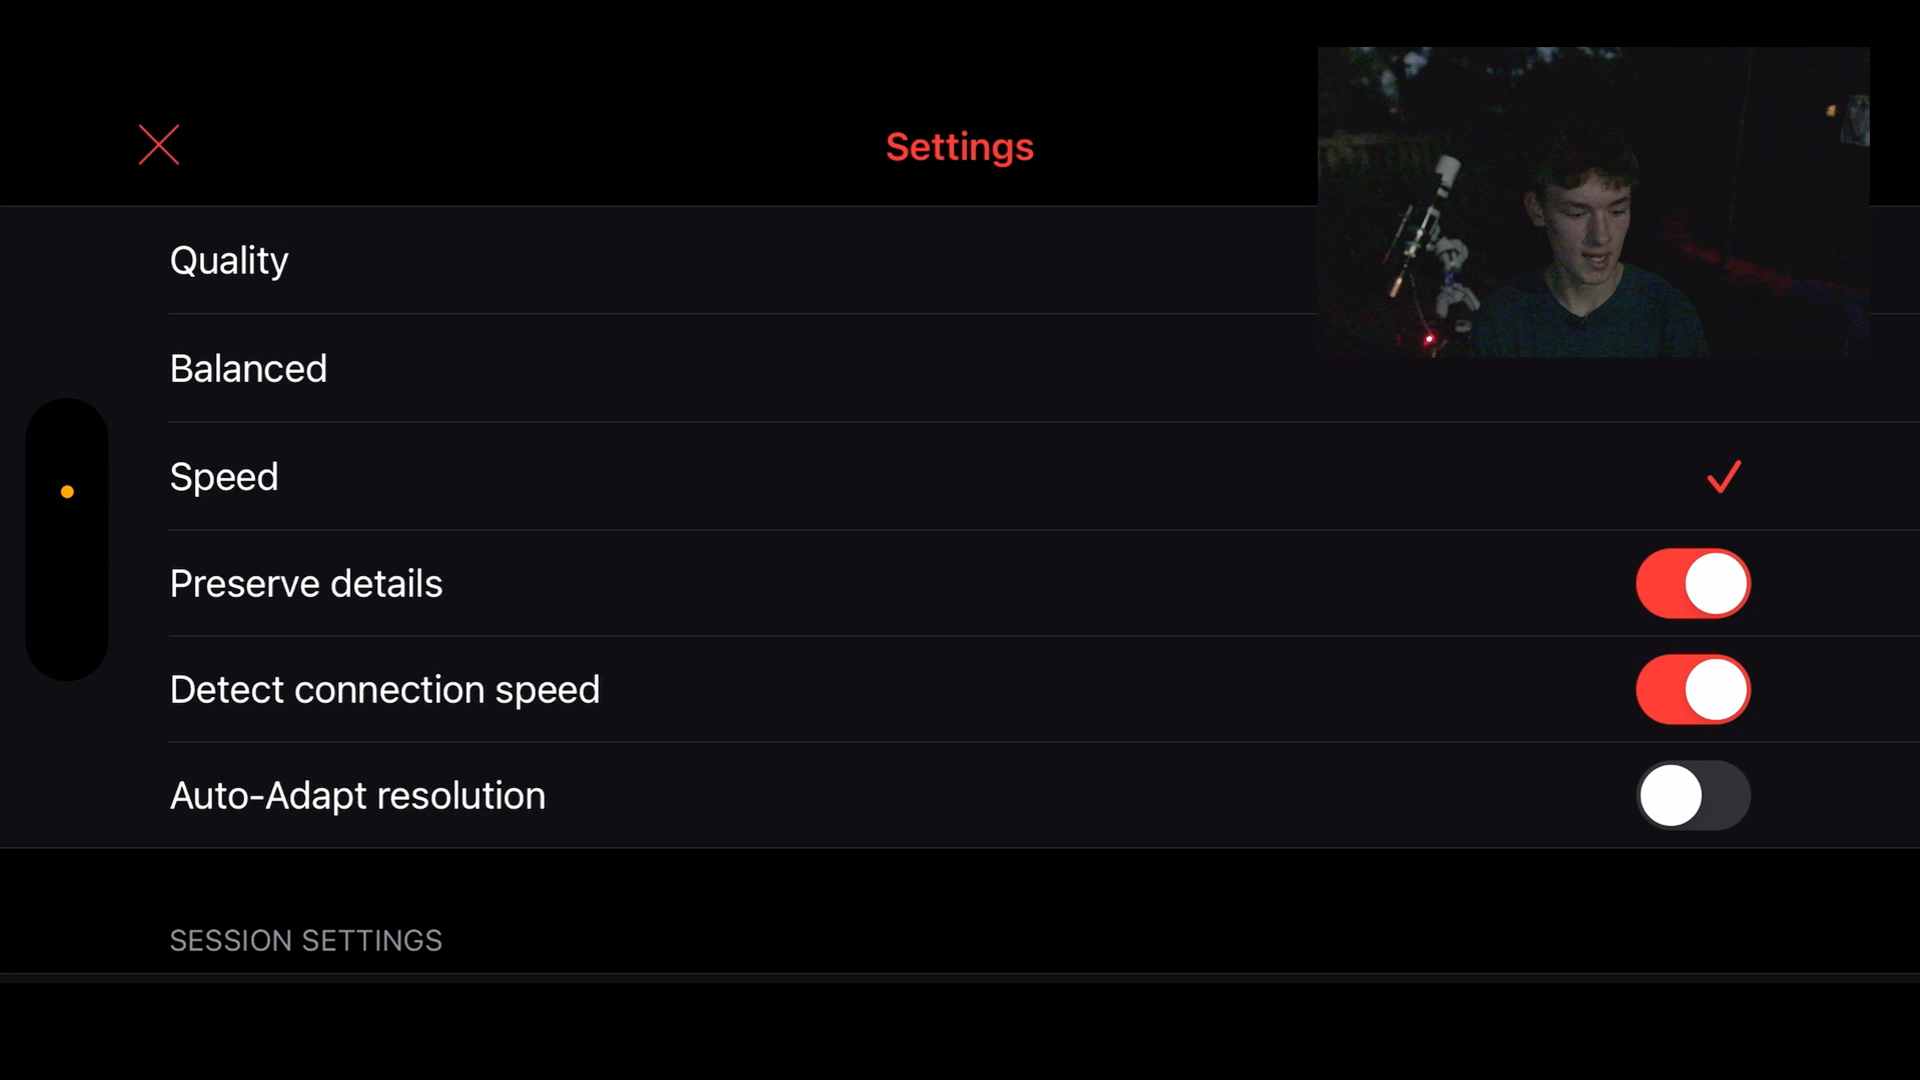 Settings
Quality
Balanced
Speed
Preserve details
Detect connection speed
Auto-Adapt resolution
SESSION SETTINGS